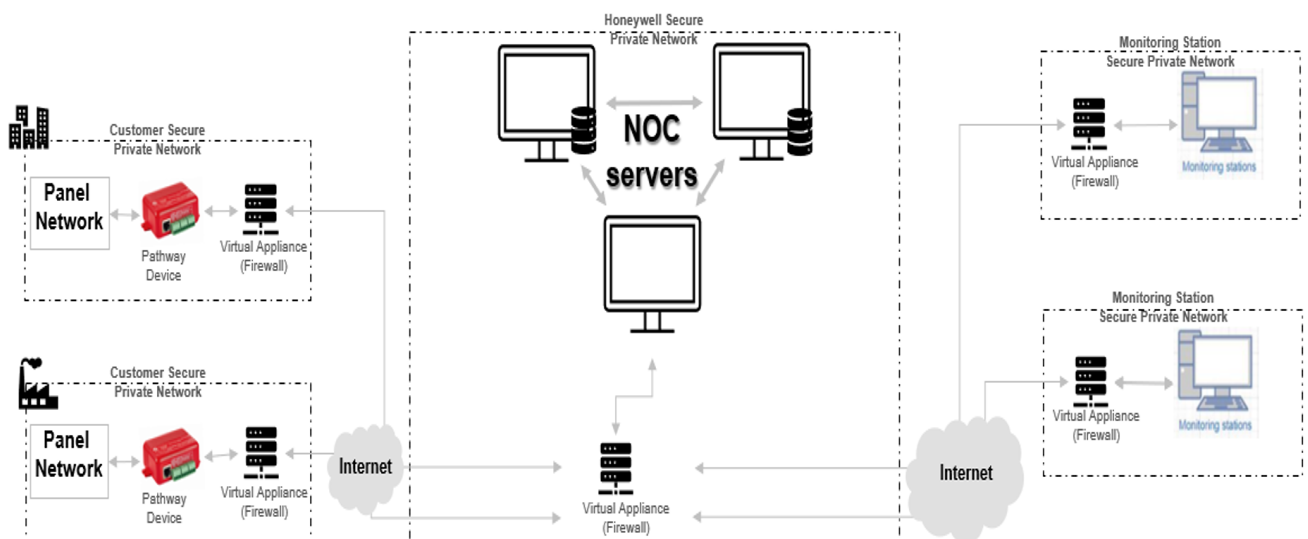 Honeywell Secure
Private Network
NOC
servers
Virtual Appliance
(Firewall)
Customer Secure
Private Network
Panel
Network
Pathway
Device
Virtual Appliance
(Firewall)
Customer Secure
Private Network
Panel
Network
Pathway
Device
Virtual Appliance
(Firewall)
Internet
Internet
Monitoring Station
Secure Private Network
Virtual Appliance
(Firewall)
Monitoring stations
Monitoring Station
Secure Private Network
Virtual Appliance
(Firewall)
Monitoring stations